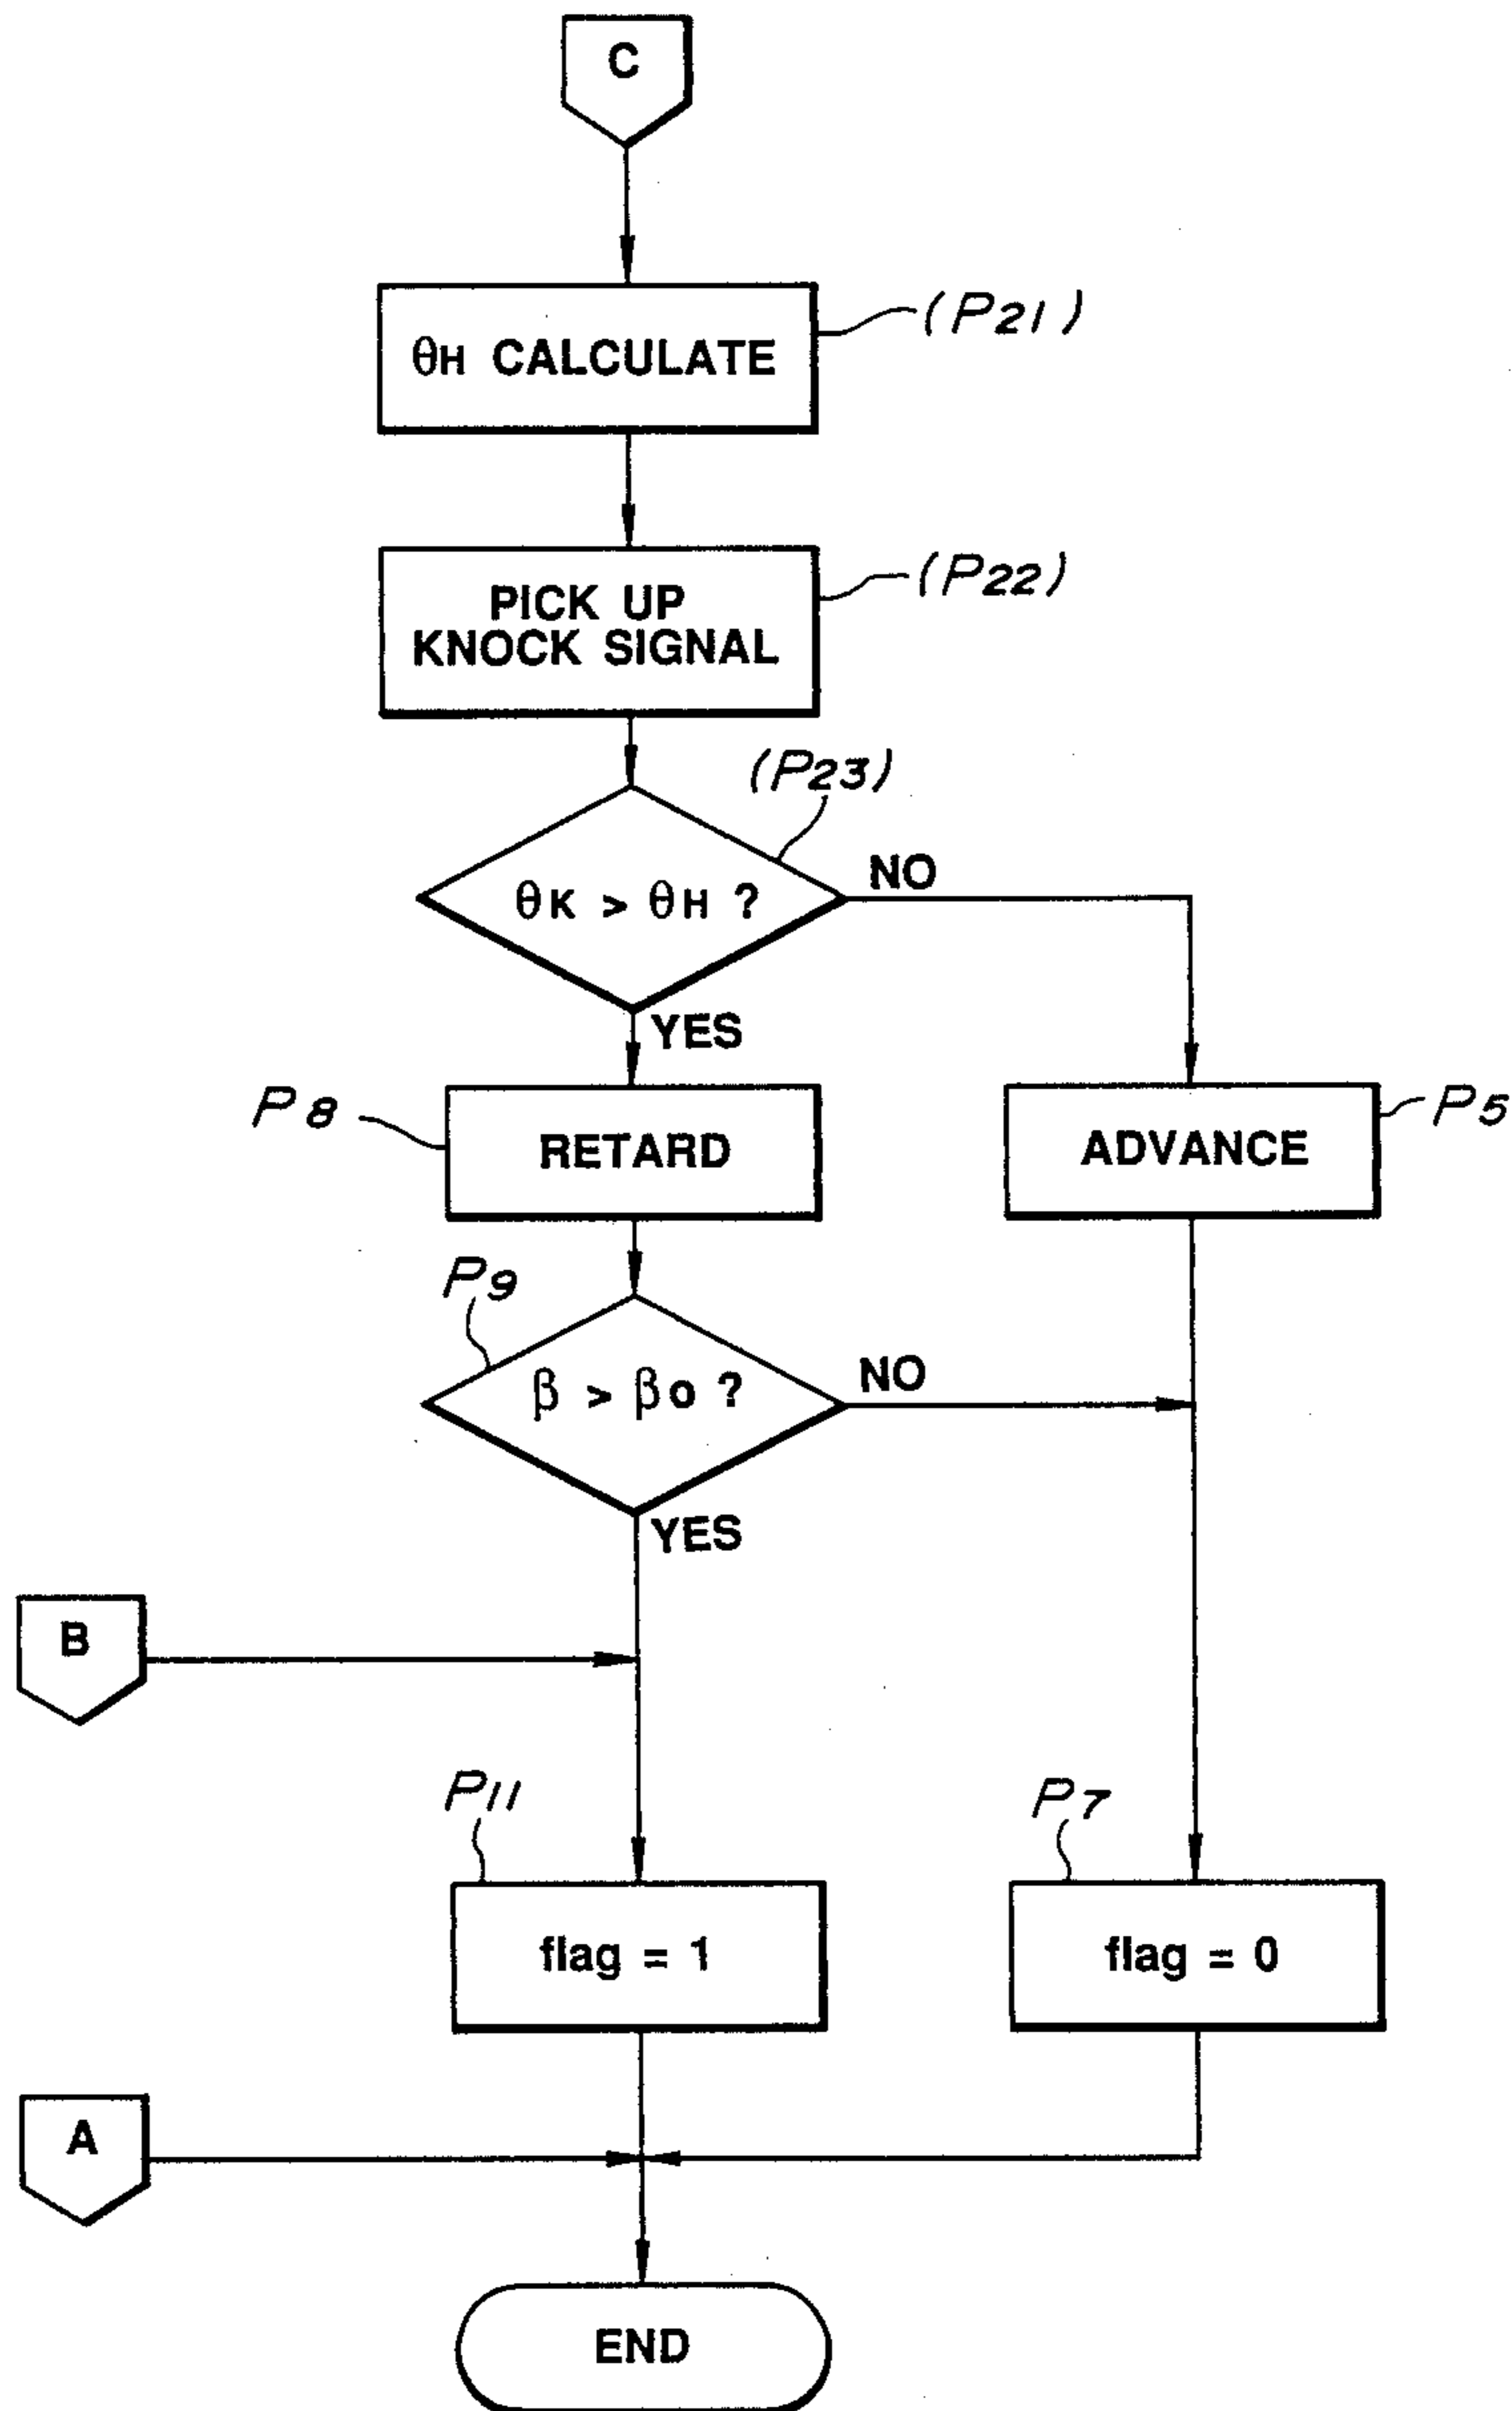 C
(P21)
θH CALCULATE
(P22)
PICK UP
KNOCK SIGNAL
(P23)
θK > θH ?
NO
YES
P8
RETARD
P5
ADVANCE
P9
β > βo ?
NO
YES
B
P11
P7
flag = 1
flag = 0
A
END